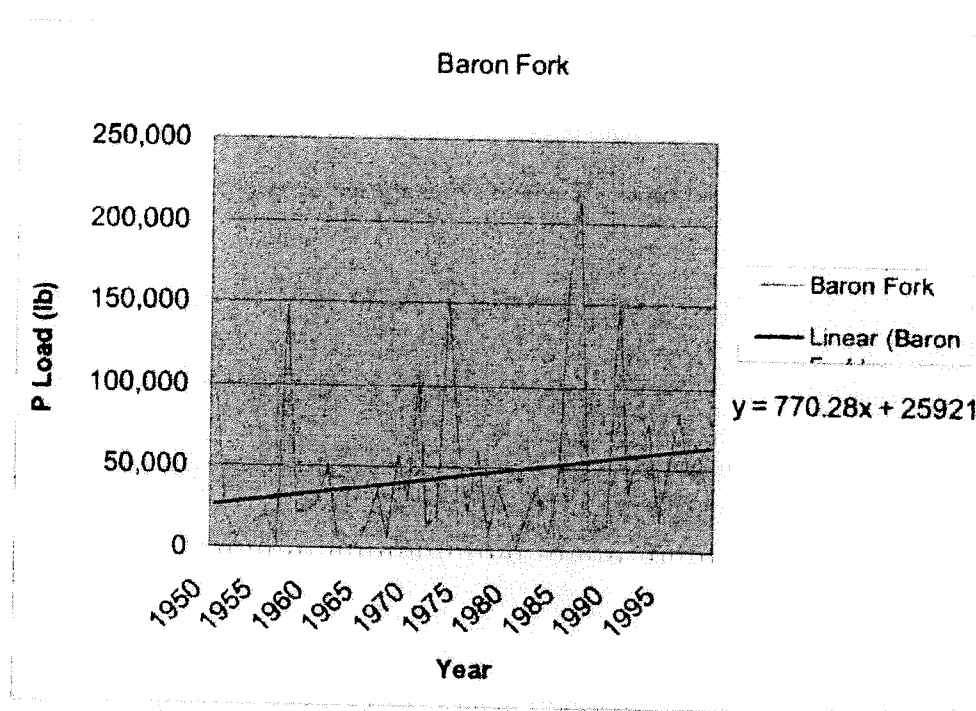 Baron Fork
250,000
200,000
150,000
100,000
50,000
0
P Load (lb)
1950
1955
1960
1965
1970
1975
1980
1985
1990
1995
Year
Baron Fork
Linear (Baron
y = 770.28x + 25921